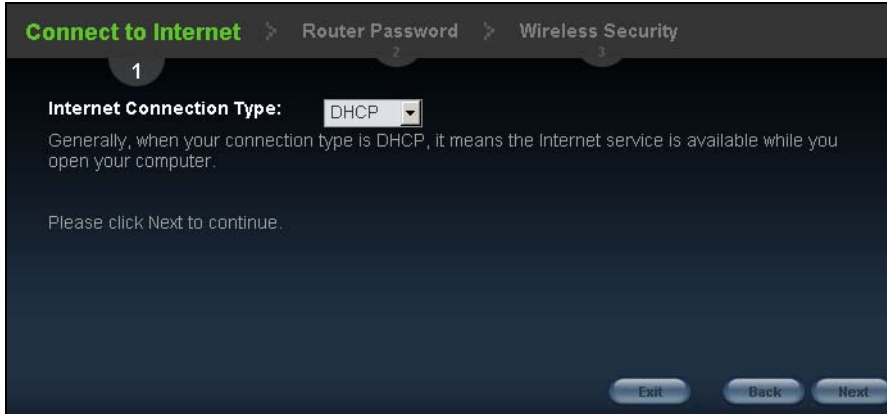 Connect to Internet > Router Password > Wireless Security
1 2 3
Internet Connection Type: DHCP
Generally, when your connection type is DHCP, it means the Internet service is available while you
open your computer.
Please click Next to continue.
Exit Back Next